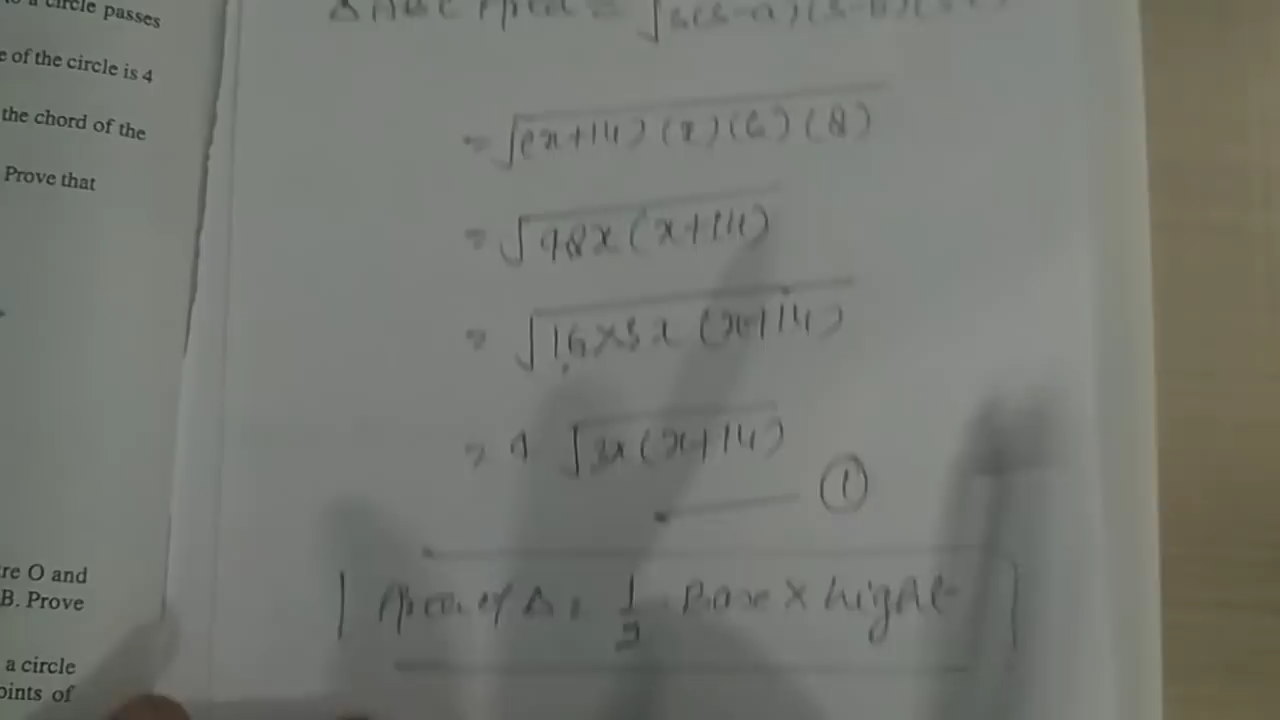 a circle passes
e of the circle is 4
the chord of the
Prove that
= √(x+14)(x)(6)(8)
= √48x(x+14)
= √16×3x (x+14)
= 4 √3x(x+14)
①
Area of Δ = 1/2 Base × hight
re O and
B. Prove
a circle
oints of